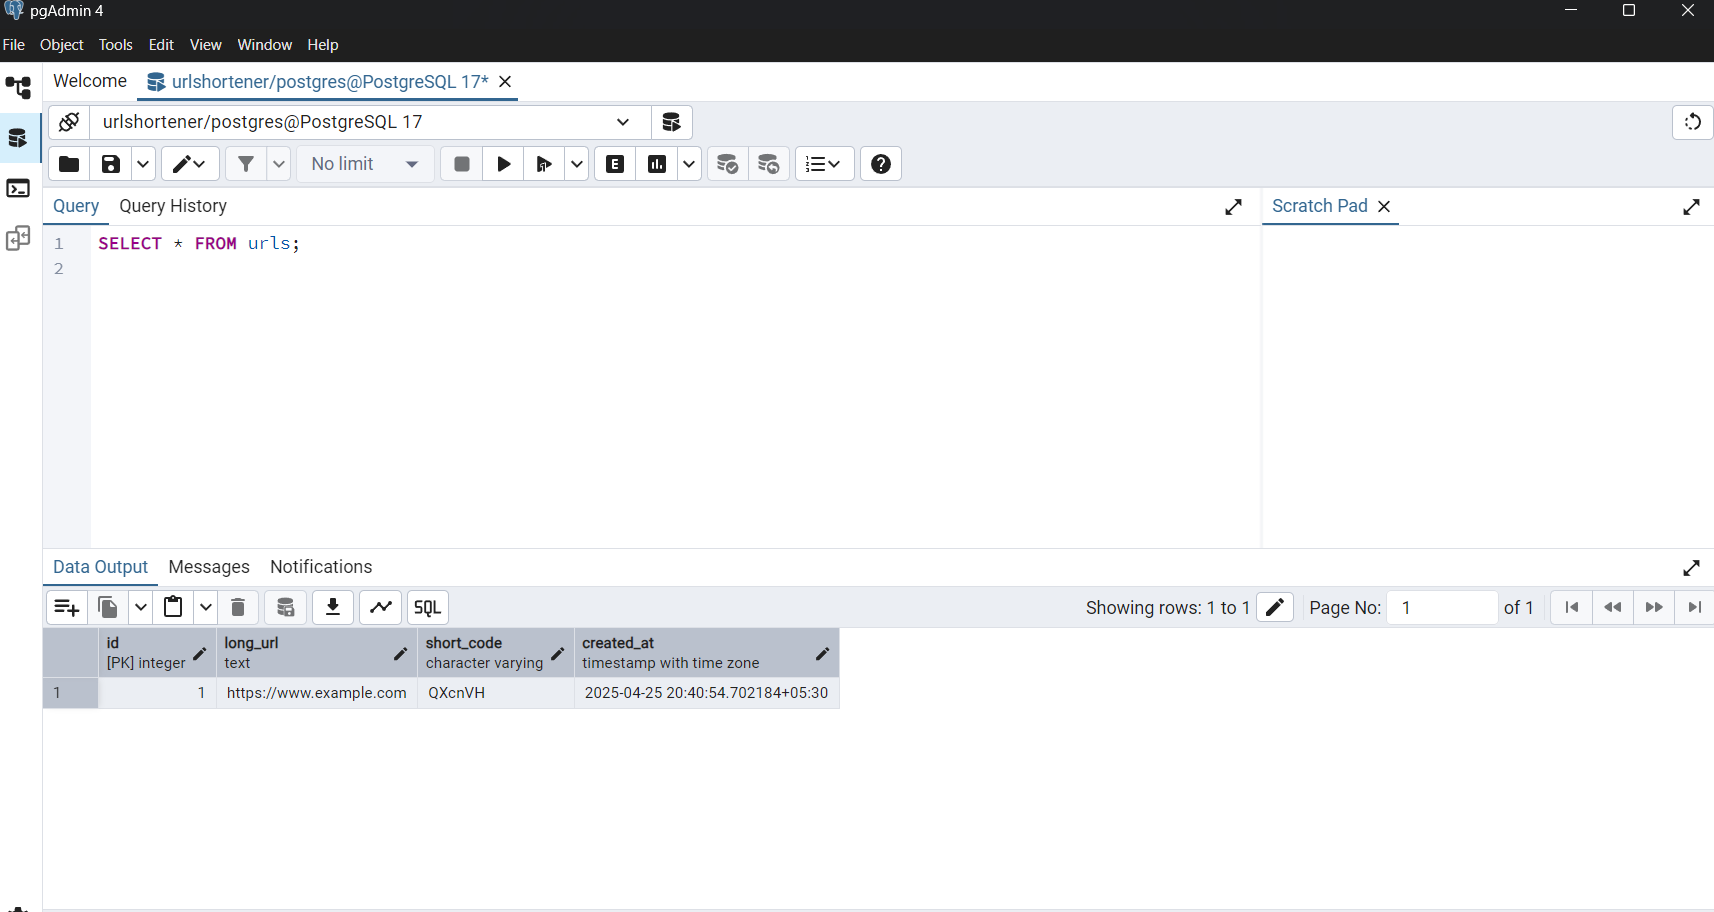 pgAdmin 4
File Object Tools Edit View Window Help
Welcome urlshortener/postgres@PostgreSQL 17*
urlshortener/postgres@PostgreSQL 17
No limit E
Query Query History Scratch Pad
1 SELECT * FROM urls;
2
Data Output Messages Notifications
SQL Showing rows: 1 to 1 Page No: 1 of 1
id long_url short_code created_at
[PK] integer text character varying timestamp with time zone
1 1 https://www.example.com QXcnVH 2025-04-25 20:40:54.702184+05:30